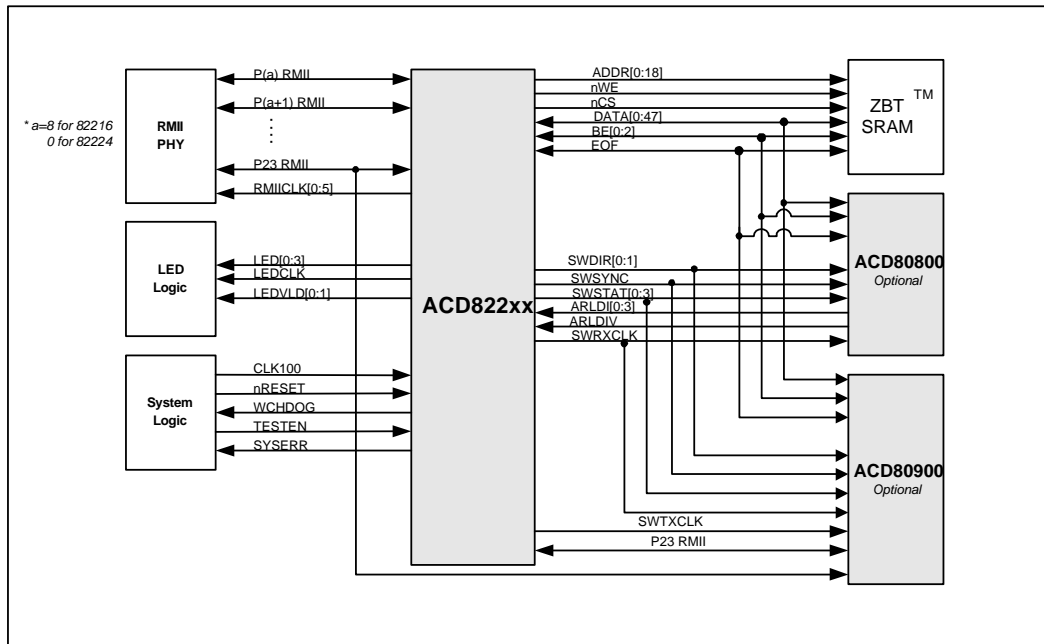 * a=8 for 82216
0 for 82224
RMII
PHY
P(a) RMII
P(a+1) RMII
P23 RMII
RMIICLK[0:5]
LED
Logic
LED[0:3]
LEDCLK
LEDVLD[0:1]
System
Logic
CLK100
nRESET
WCHDOG
TESTEN
SYSERR
ACD822xx
ADDR[0:18]
nWE
nCS
DATA[0:47]
BE[0:2]
EOF
ZBT TM
SRAM
SWDIR[0:1]
SWSYNC
SWSTAT[0:3]
ARLDI[0:3]
ARLDIV
SWRXCLK
ACD80800
Optional
SWTXCLK
P23 RMII
ACD80900
Optional